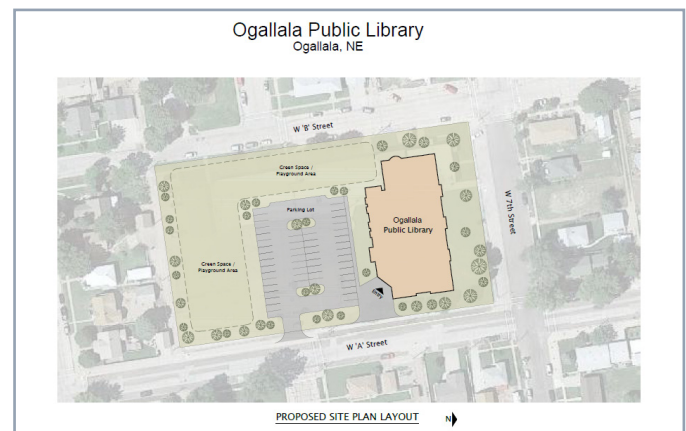 Ogallala Public Library
Ogallala, NE
W 'B' Street
Green Space /
Playground Area
Parking Lot
Ogallala
Public Library
W 7th Street
Green Space /
Playground Area
Entry
W 'A' Street
PROPOSED SITE PLAN LAYOUT
N